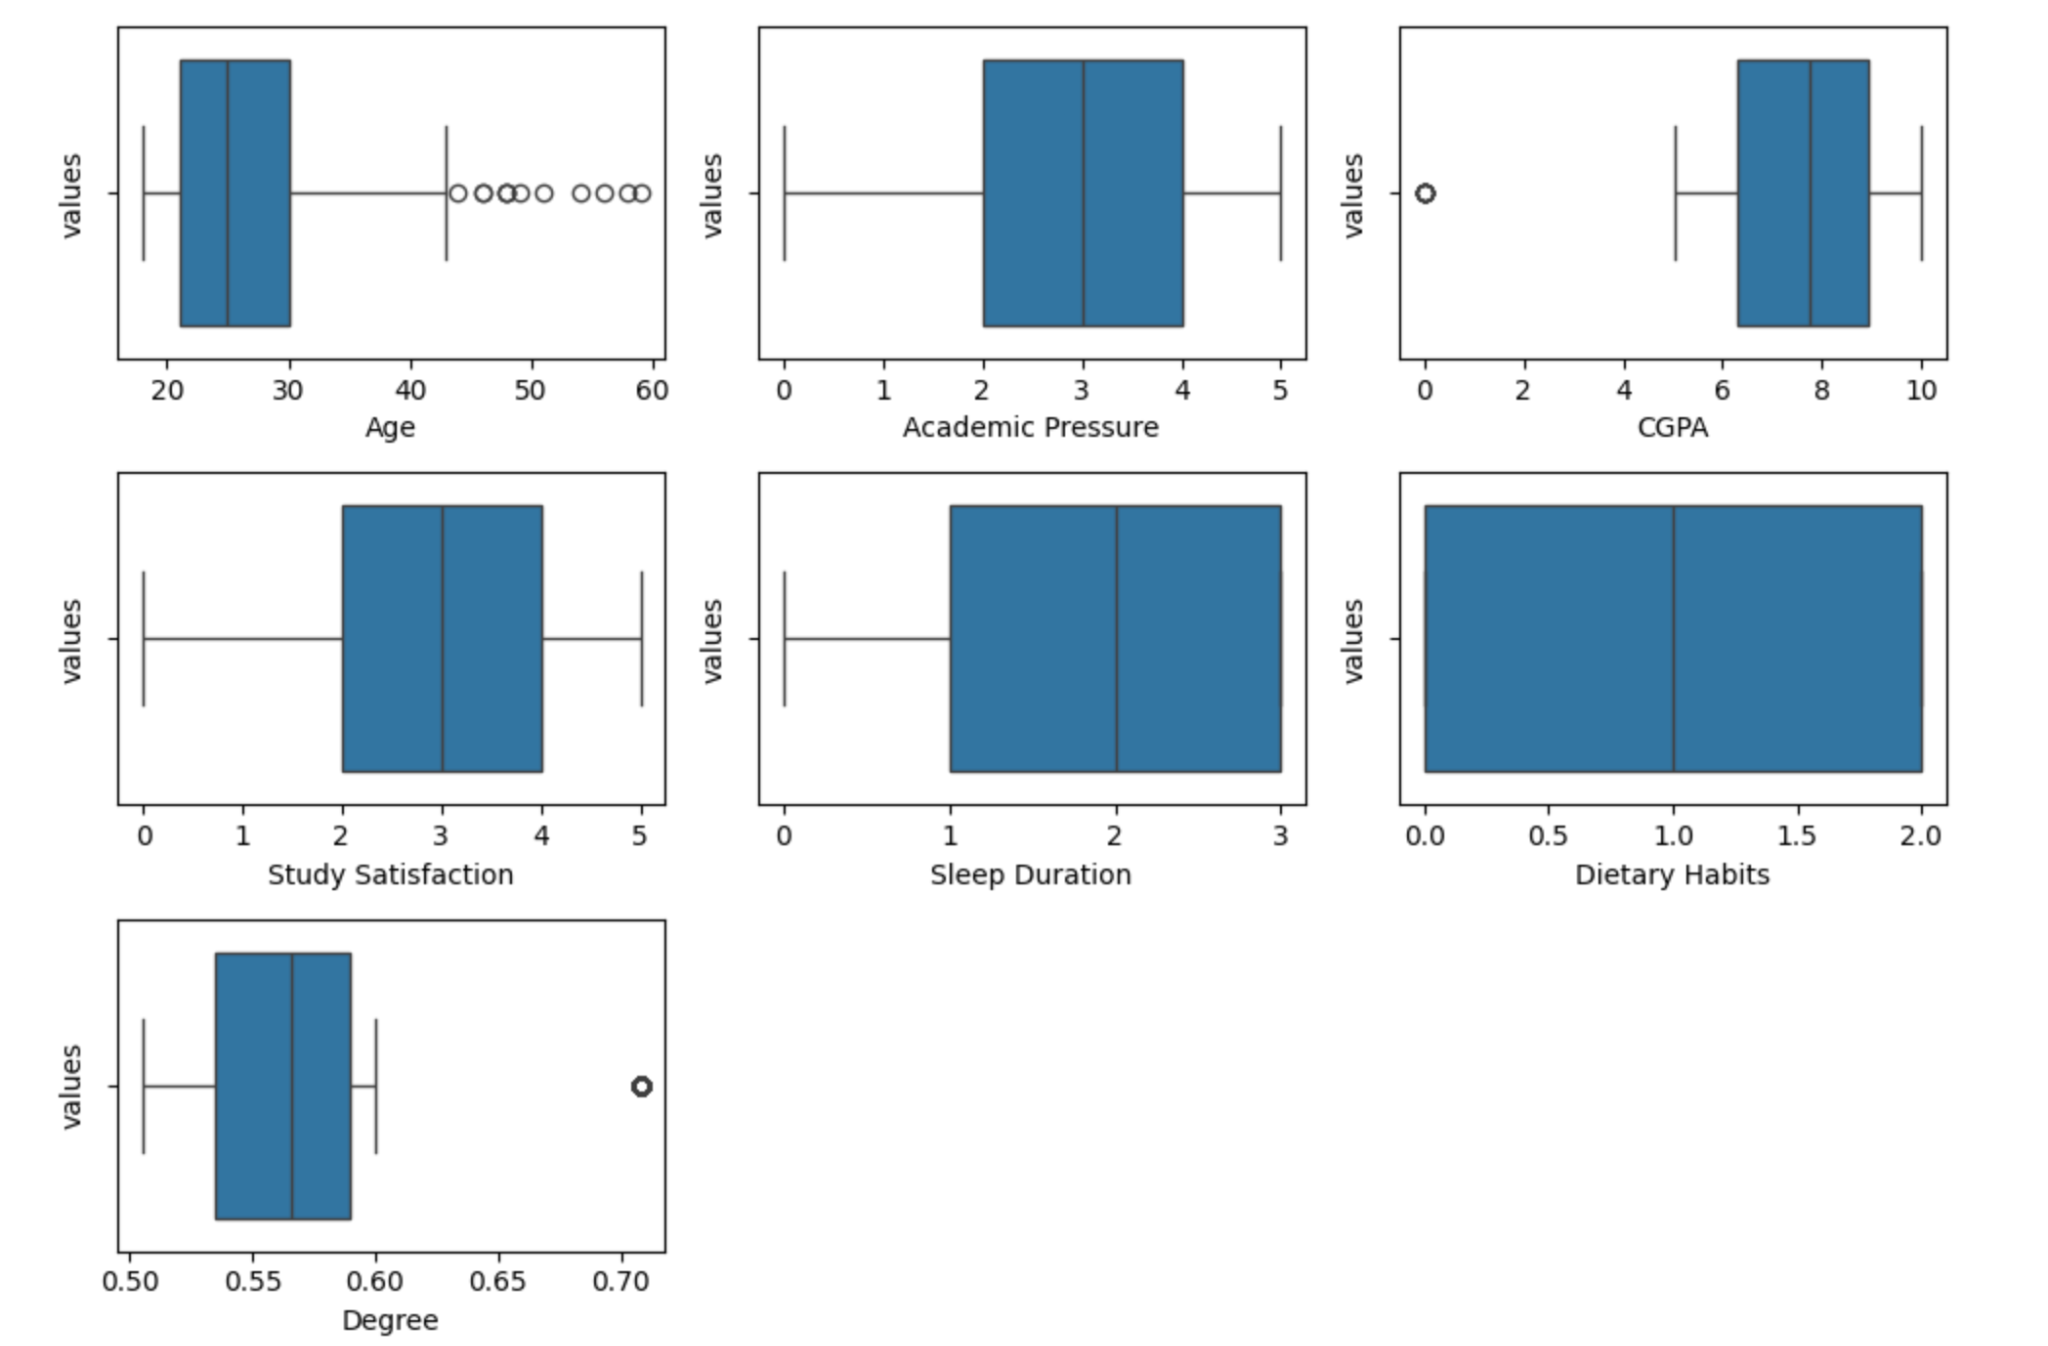 values
20 30 40 50 60
Age
values
0 1 2 3 4 5
Academic Pressure
values
0 2 4 6 8 10
CGPA
values
0 1 2 3 4 5
Study Satisfaction
values
0 1 2 3
Sleep Duration
values
0.0 0.5 1.0 1.5 2.0
Dietary Habits
values
0.50 0.55 0.60 0.65 0.70
Degree